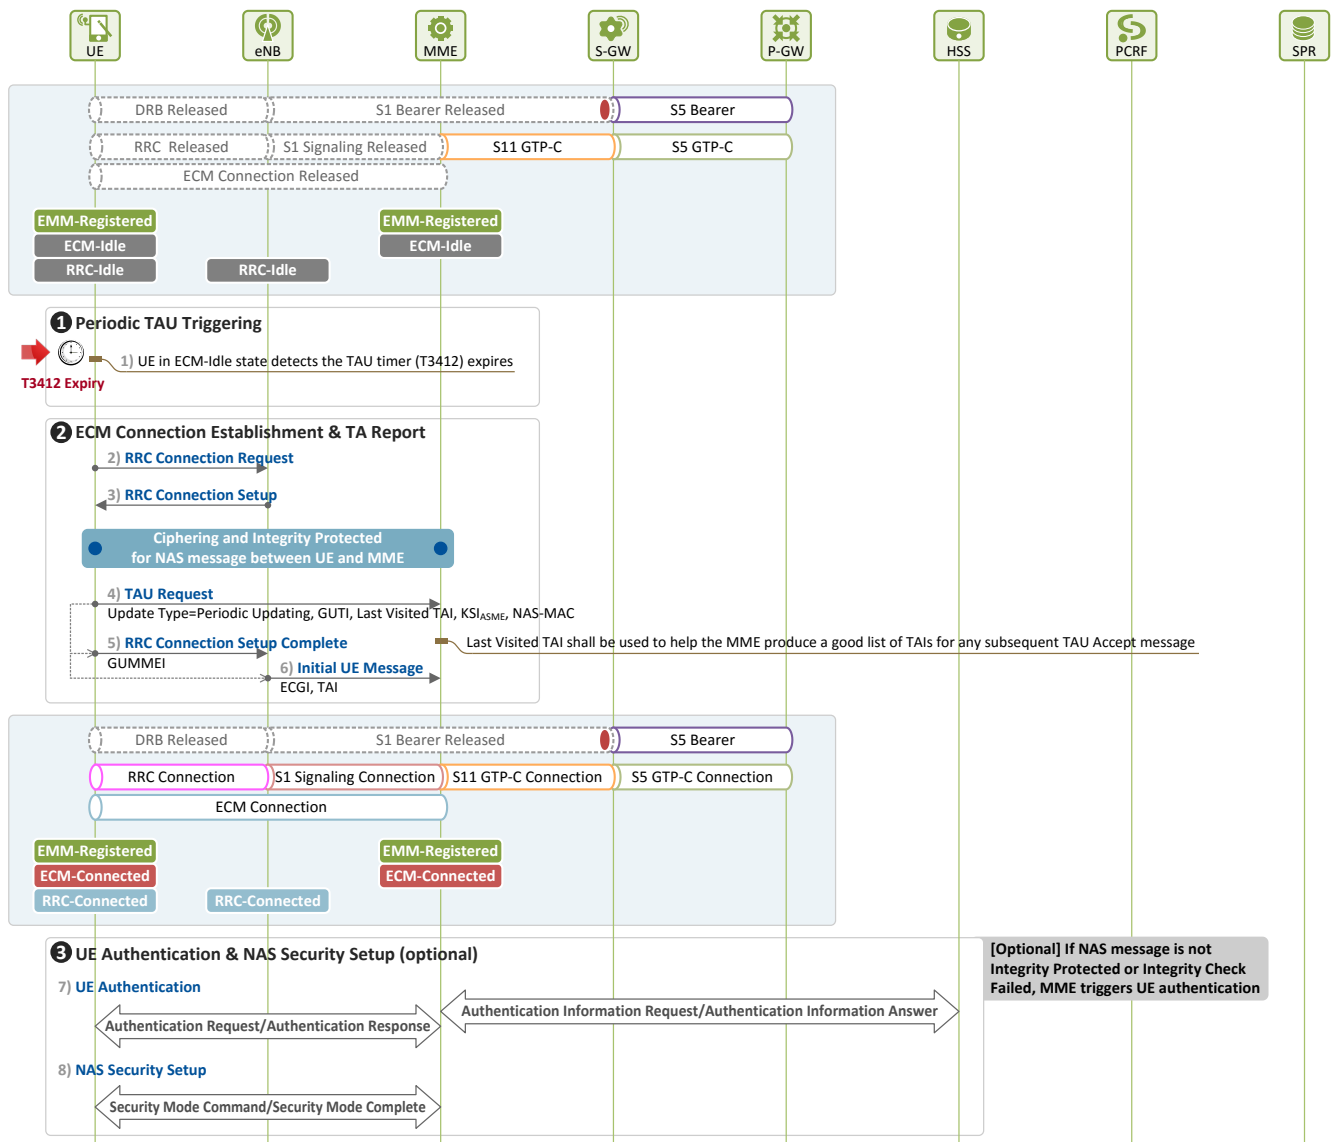 UE
eNB
MME
S-GW
P-GW
HSS
PCRF
SPR
DRB Released
S1 Bearer Released
S5 Bearer
RRC Released
S1 Signaling Released
S11 GTP-C
S5 GTP-C
ECM Connection Released
EMM-Registered
EMM-Registered
ECM-Idle
ECM-Idle
RRC-Idle
RRC-Idle
1 Periodic TAU Triggering
1) UE in ECM-Idle state detects the TAU timer (T3412) expires
T3412 Expiry
2 ECM Connection Establishment & TA Report
2) RRC Connection Request
3) RRC Connection Setup
Ciphering and Integrity Protected
for NAS message between UE and MME
4) TAU Request
Update Type=Periodic Updating, GUTI, Last Visited TAI, KSIASME, NAS-MAC
5) RRC Connection Setup Complete
Last Visited TAI shall be used to help the MME produce a good list of TAIs for any subsequent TAU Accept message
GUMMEI
6) Initial UE Message
ECGI, TAI
DRB Released
S1 Bearer Released
S5 Bearer
RRC Connection
S1 Signaling Connection
S11 GTP-C Connection
S5 GTP-C Connection
ECM Connection
EMM-Registered
EMM-Registered
ECM-Connected
ECM-Connected
RRC-Connected
RRC-Connected
3 UE Authentication & NAS Security Setup (optional)
[Optional] If NAS message is not
Integrity Protected or Integrity Check
Failed, MME triggers UE authentication
7) UE Authentication
Authentication Information Request/Authentication Information Answer
Authentication Request/Authentication Response
8) NAS Security Setup
Security Mode Command/Security Mode Complete